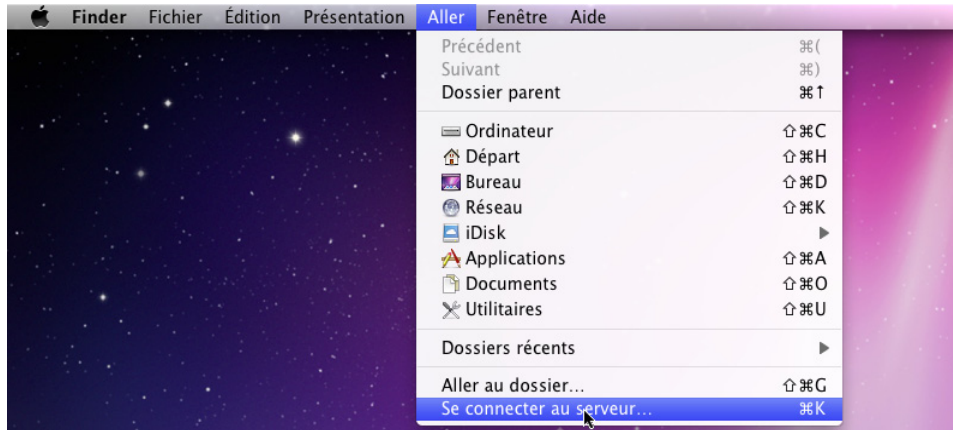 Finder Fichier Édition Présentation Aller Fenêtre Aide
Précédent ⌘(
Suivant ⌘)
Dossier parent ⌘↑
Ordinateur ⇧⌘C
Départ ⇧⌘H
Bureau ⇧⌘D
Réseau ⇧⌘K
iDisk
Applications ⇧⌘A
Documents ⇧⌘O
Utilitaires ⇧⌘U
Dossiers récents
Aller au dossier... ⇧⌘G
Se connecter au serveur... ⌘K